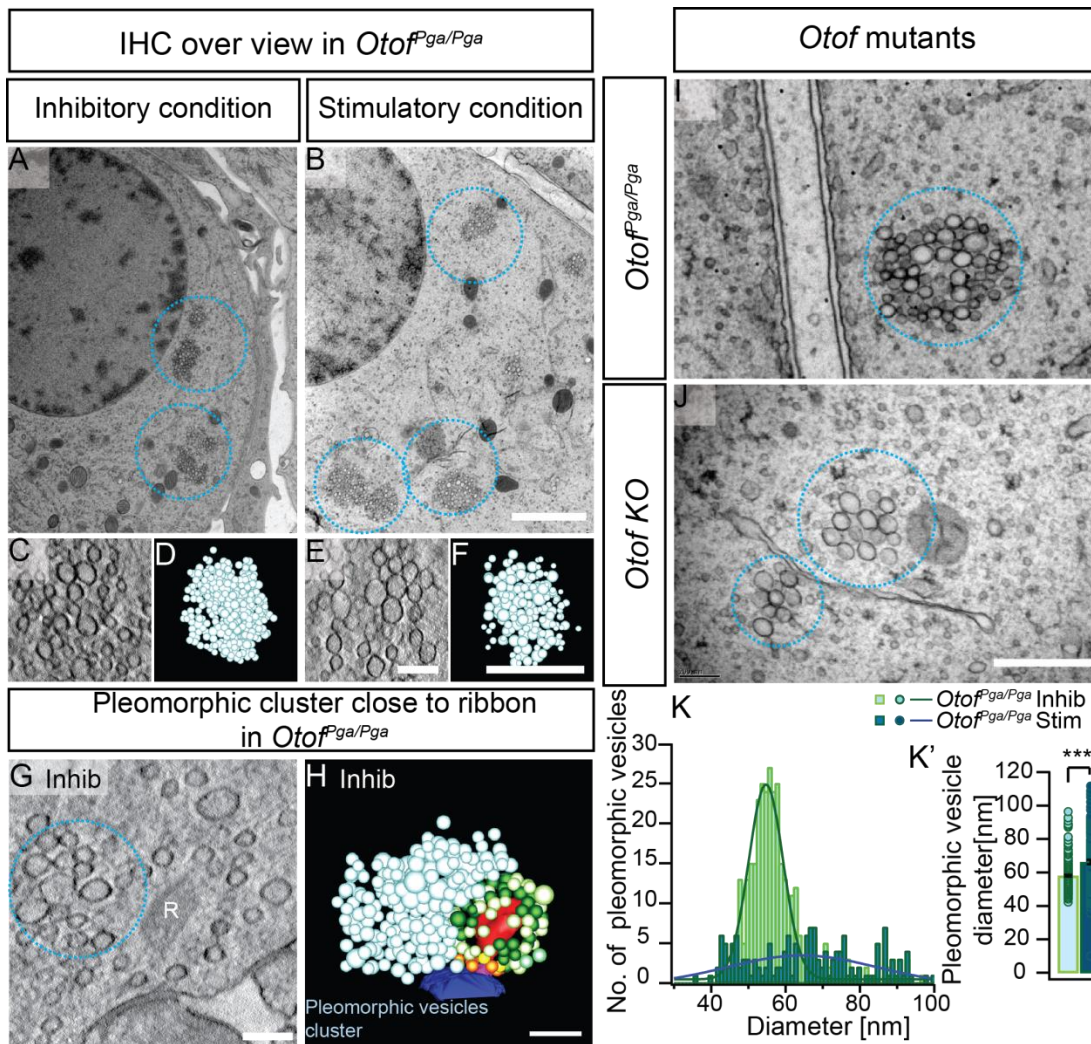 IHC over view in Otof^Pga/Pga
Inhibitory condition
Stimulatory condition
A
B
C
D
E
F
Pleomorphic cluster close to ribbon
in Otof^Pga/Pga
G Inhib
R
H Inhib
Pleomorphic vesicles
cluster
Otof mutants
Otof^Pga/Pga
I
Otof KO
J
K
Otof^Pga/Pga Inhib
Otof^Pga/Pga Stim
No. of pleomorphic vesicles
30
25
20
15
10
5
0
40 60 80 100
Diameter [nm]
K'
Pleomorphic vesicle
diameter[nm]
120
100
80
60
40
20
0
***